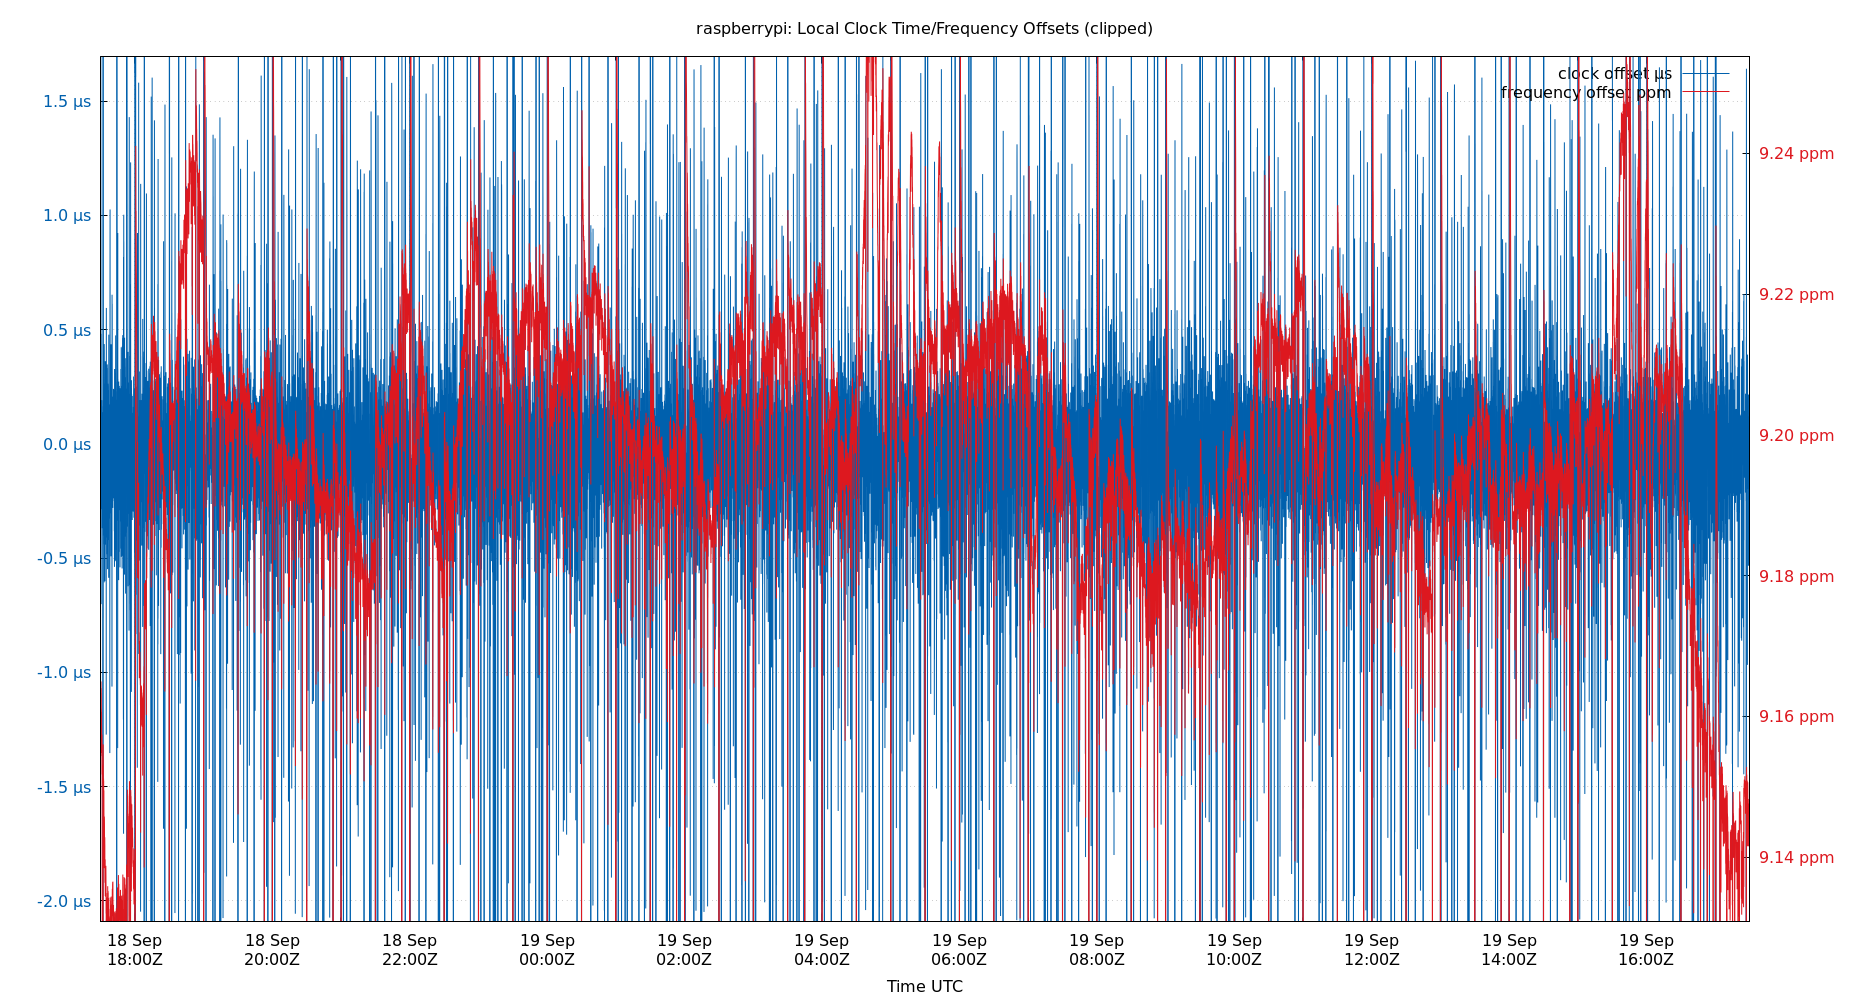 raspberrypi: Local Clock Time/Frequency Offsets (clipped)
clock offset µs
frequency offset ppm
1.5 µs
1.0 µs
0.5 µs
0.0 µs
-0.5 µs
-1.0 µs
-1.5 µs
-2.0 µs
9.24 ppm
9.22 ppm
9.20 ppm
9.18 ppm
9.16 ppm
9.14 ppm
18 Sep
18:00Z
18 Sep
20:00Z
18 Sep
22:00Z
19 Sep
00:00Z
19 Sep
02:00Z
19 Sep
04:00Z
19 Sep
06:00Z
19 Sep
08:00Z
19 Sep
10:00Z
19 Sep
12:00Z
19 Sep
14:00Z
19 Sep
16:00Z
Time UTC